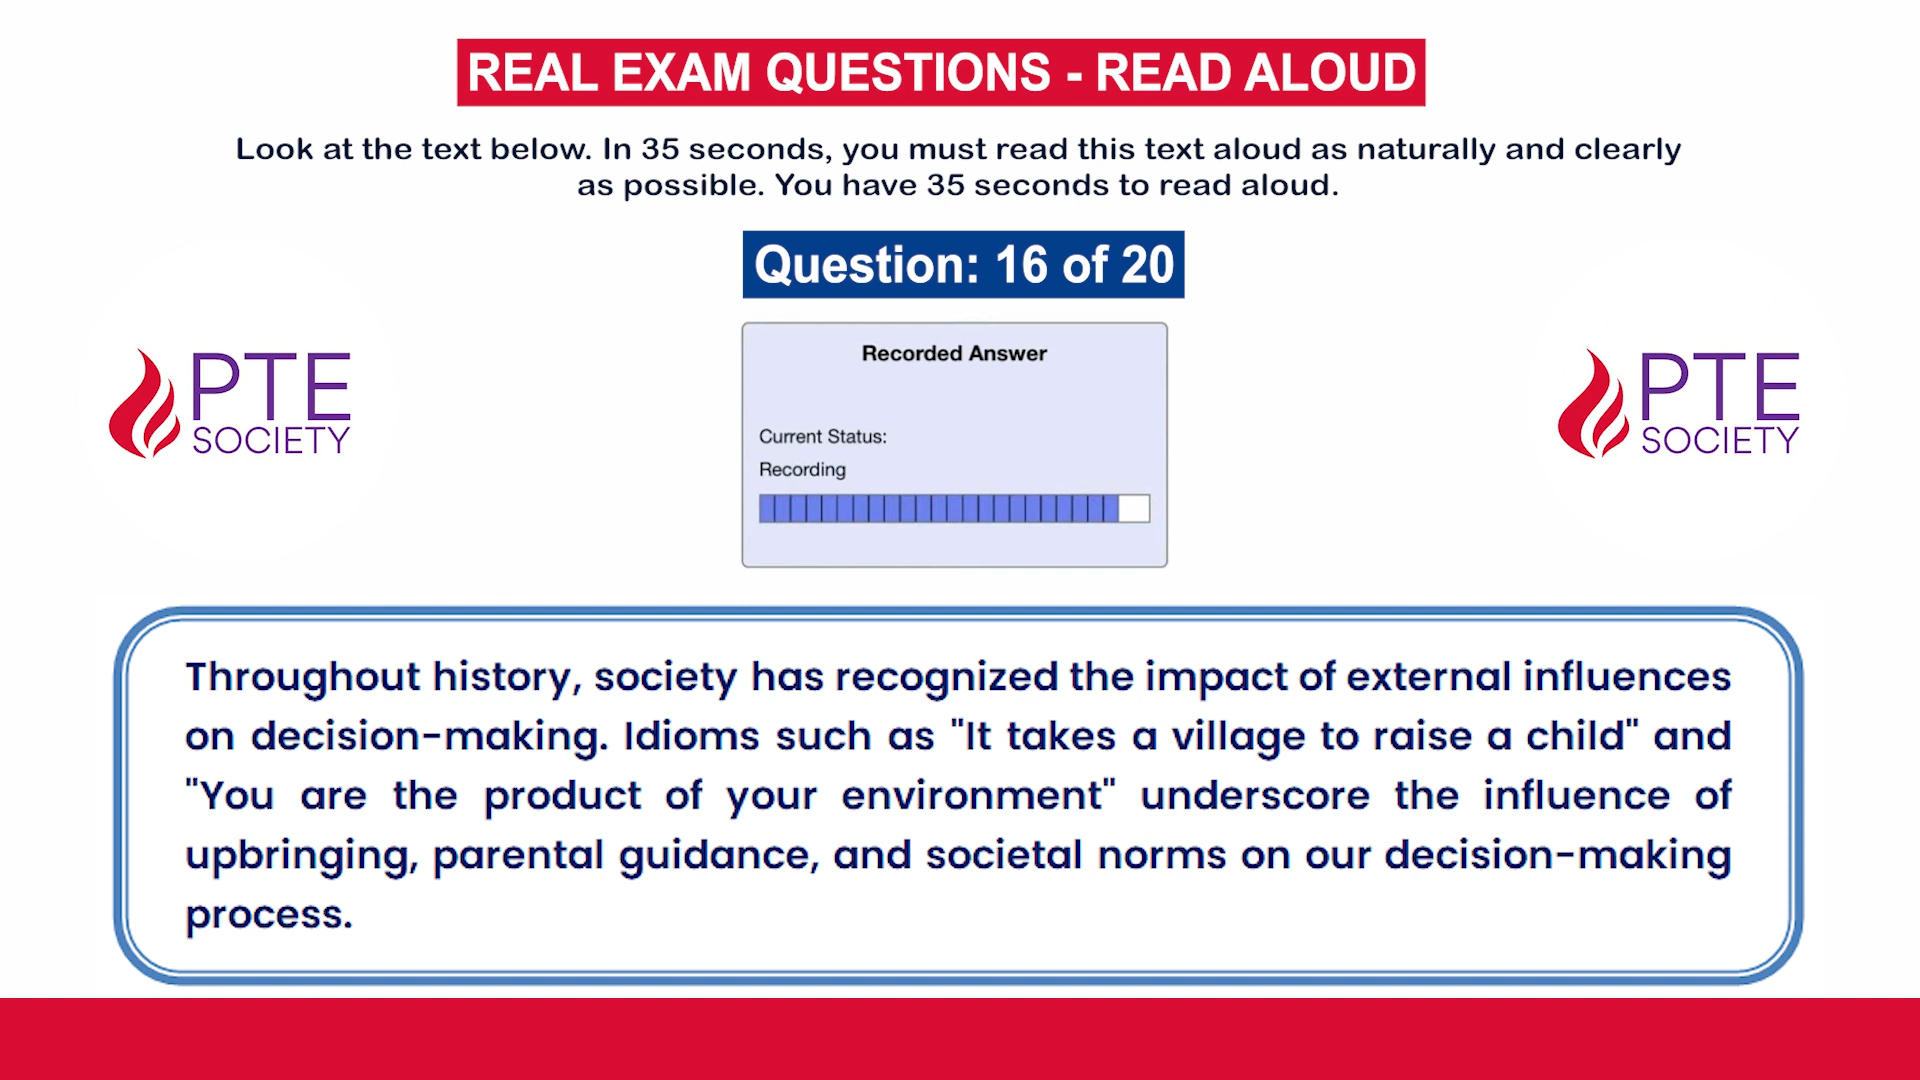 REAL EXAM QUESTIONS - READ ALOUD
Look at the text below. In 35 seconds, you must read this text aloud as naturally and clearly
as possible. You have 35 seconds to read aloud.
Question: 16 of 20
Recorded Answer
Current Status:
Recording
PTE
SOCIETY
PTE
SOCIETY
Throughout history, society has recognized the impact of external influences
on decision-making. Idioms such as "It takes a village to raise a child" and
"You are the product of your environment" underscore the influence of
upbringing, parental guidance, and societal norms on our decision-making
process.